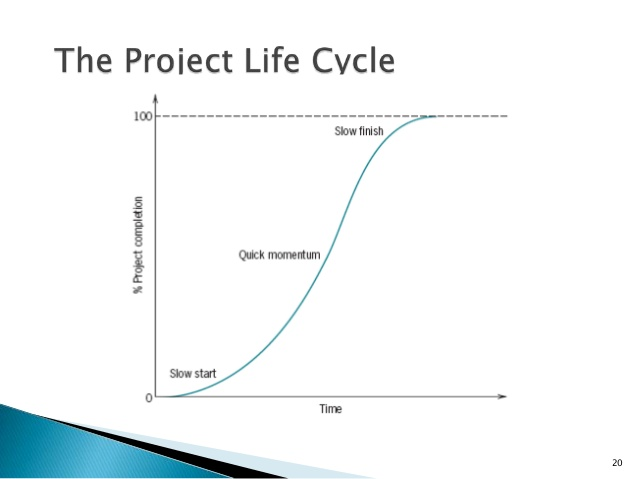 The Project Life Cycle
100
Slow finish
% Project completion
Quick momentum
Slow start
0
Time
20